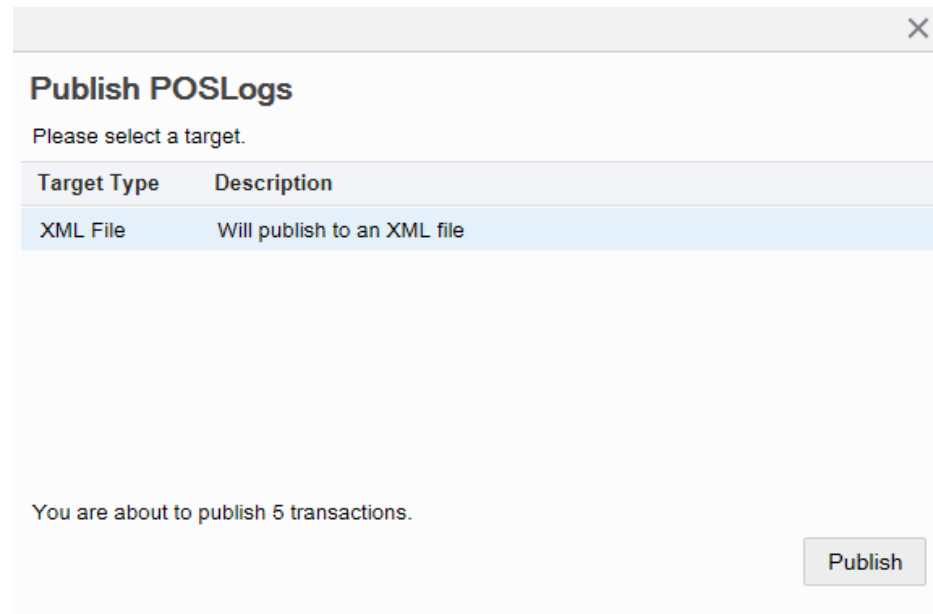 Publish POSLogs
Please select a target.
Target Type Description
XML File Will publish to an XML file
You are about to publish 5 transactions.
Publish